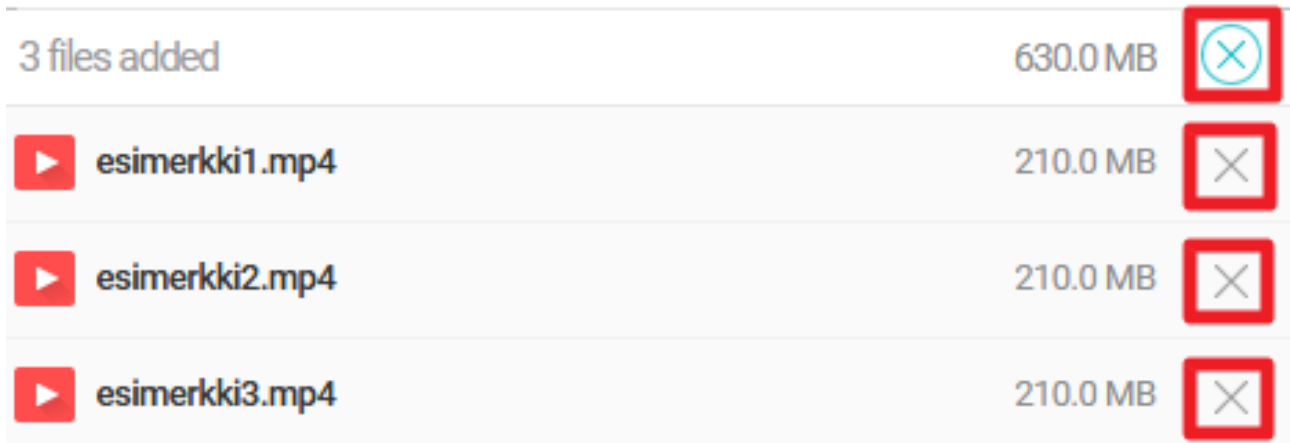 3 files added 630.0 MB
esimerkki1.mp4 210.0 MB
esimerkki2.mp4 210.0 MB
esimerkki3.mp4 210.0 MB